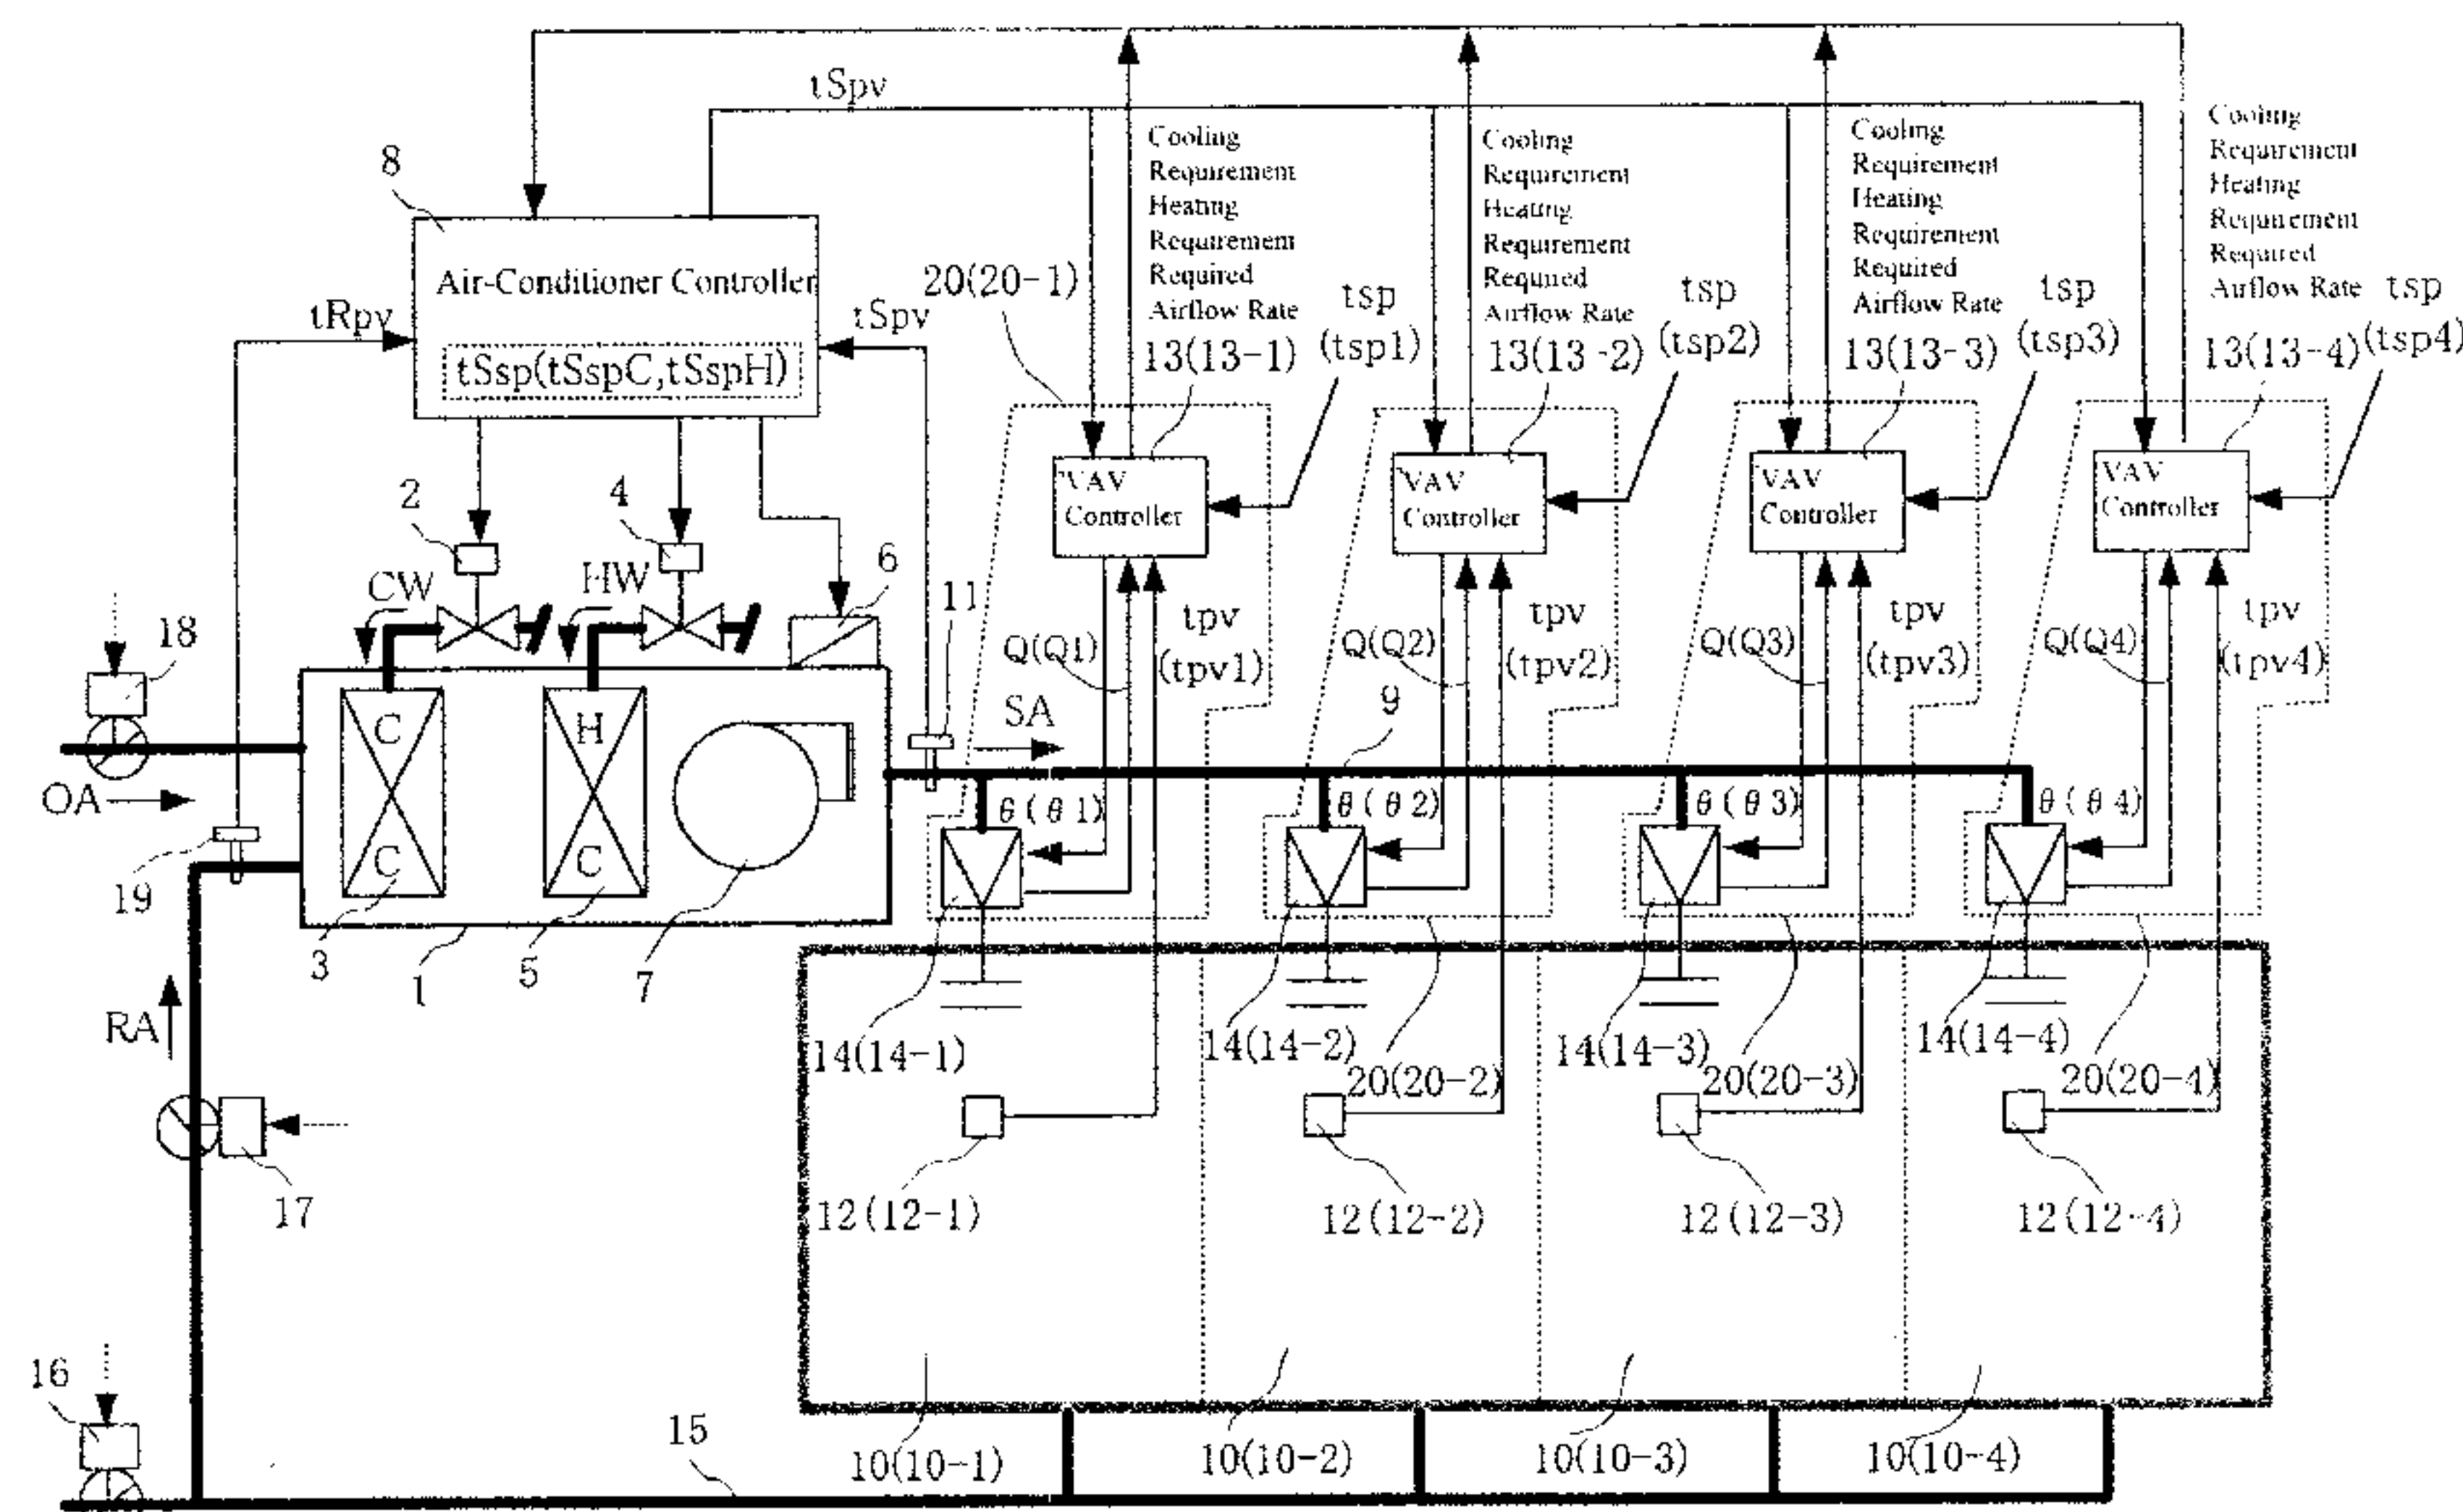 tSpv
8
Air-Conditioner Controller
tSsp(tSspC,tSspH)
tRpv
tSpv
20(20-1)
Cooling
Requirement
Heating
Requirement
Required
Airflow Rate
tsp
(tsp1)
13(13-1)
Cooling
Requirement
Heating
Requirement
Required
Airflow Rate
tsp
(tsp2)
13(13-2)
Cooling
Requirement
Heating
Requirement
Required
Airflow Rate
tsp
(tsp3)
13(13-3)
Cooling
Requirement
Heating
Requirement
Required
Airflow Rate
tsp
(tsp4)
13(13-4)
VAV
Controller
VAV
Controller
VAV
Controller
VAV
Controller
2
4
6
11
CW
HW
18
Q(Q1)
tpv
(tpv1)
Q(Q2)
tpv
(tpv2)
Q(Q3)
tpv
(tpv3)
Q(Q4)
tpv
(tpv4)
SA
9
C
C
H
C
OA
θ(θ1)
θ(θ2)
θ(θ3)
θ(θ4)
19
3
1
5
7
RA
14(14-1)
14(14-2)
20(20-2)
14(14-3)
20(20-3)
14(14-4)
20(20-4)
17
12(12-1)
12(12-2)
12(12-3)
12(12-4)
16
15
10(10-1)
10(10-2)
10(10-3)
10(10-4)